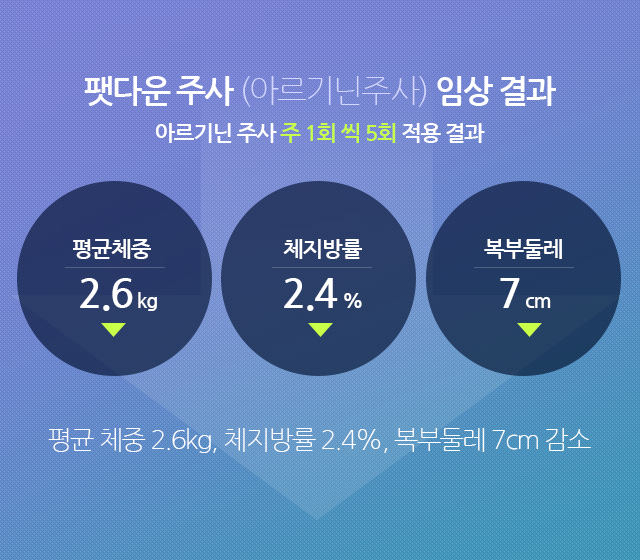 팻다운 주사 (아르기닌주사) 임상 결과
아르기닌 주사 주 1회 씩 5회 적용 결과
평균체중
2.6 kg
체지방률
2.4 %
복부둘레
7 cm
평균 체중 2.6kg, 체지방률 2.4%, 복부둘레 7cm 감소